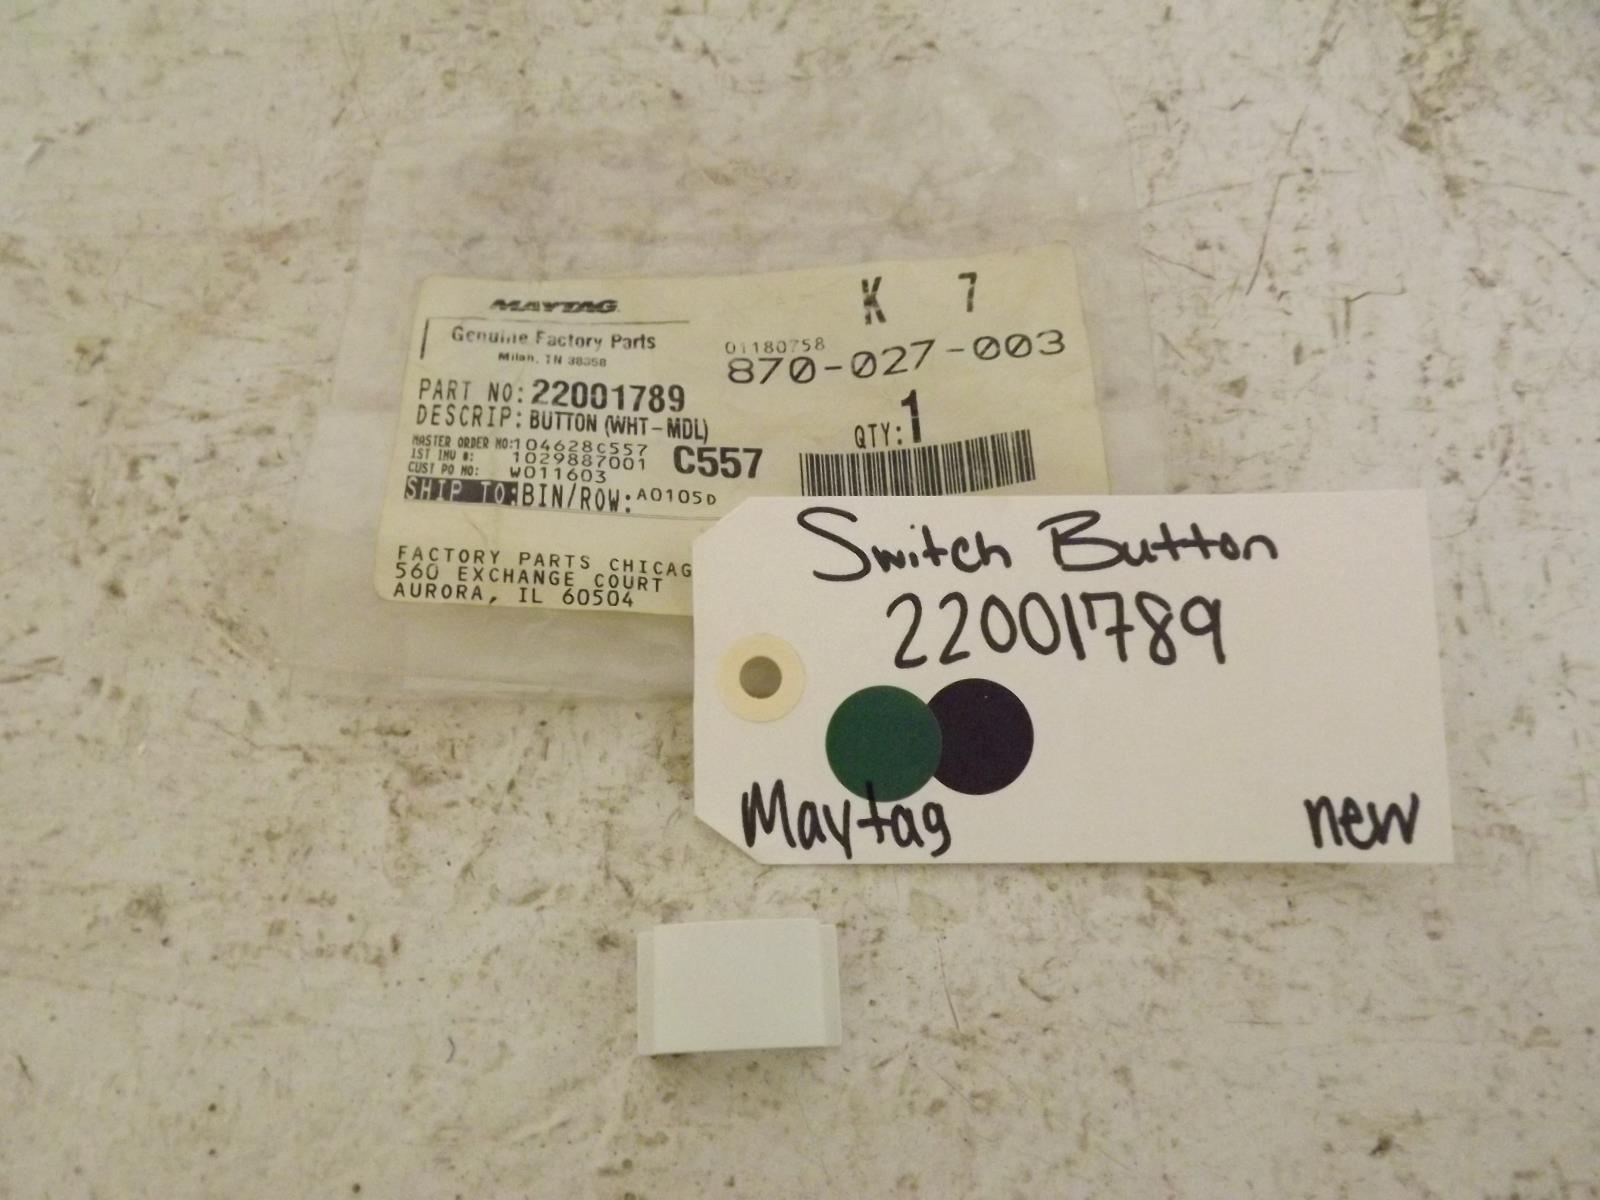 MAYTAG
Genuine Factory Parts
Milan, TN 38358
K 7
01180758
870-027-003
PART NO: 22001789
DESCRIP: BUTTON (WHT-MDL)
QTY: 1
MASTER ORDER NO: 104628C557
1ST INV #: 1029887001
C557
CUST PO NO: W011603
SHIP TO: BIN/ROW: A0105D
FACTORY PARTS CHICAG
560 EXCHANGE COURT
AURORA, IL 60504
Switch Button
22001789
Maytag
new